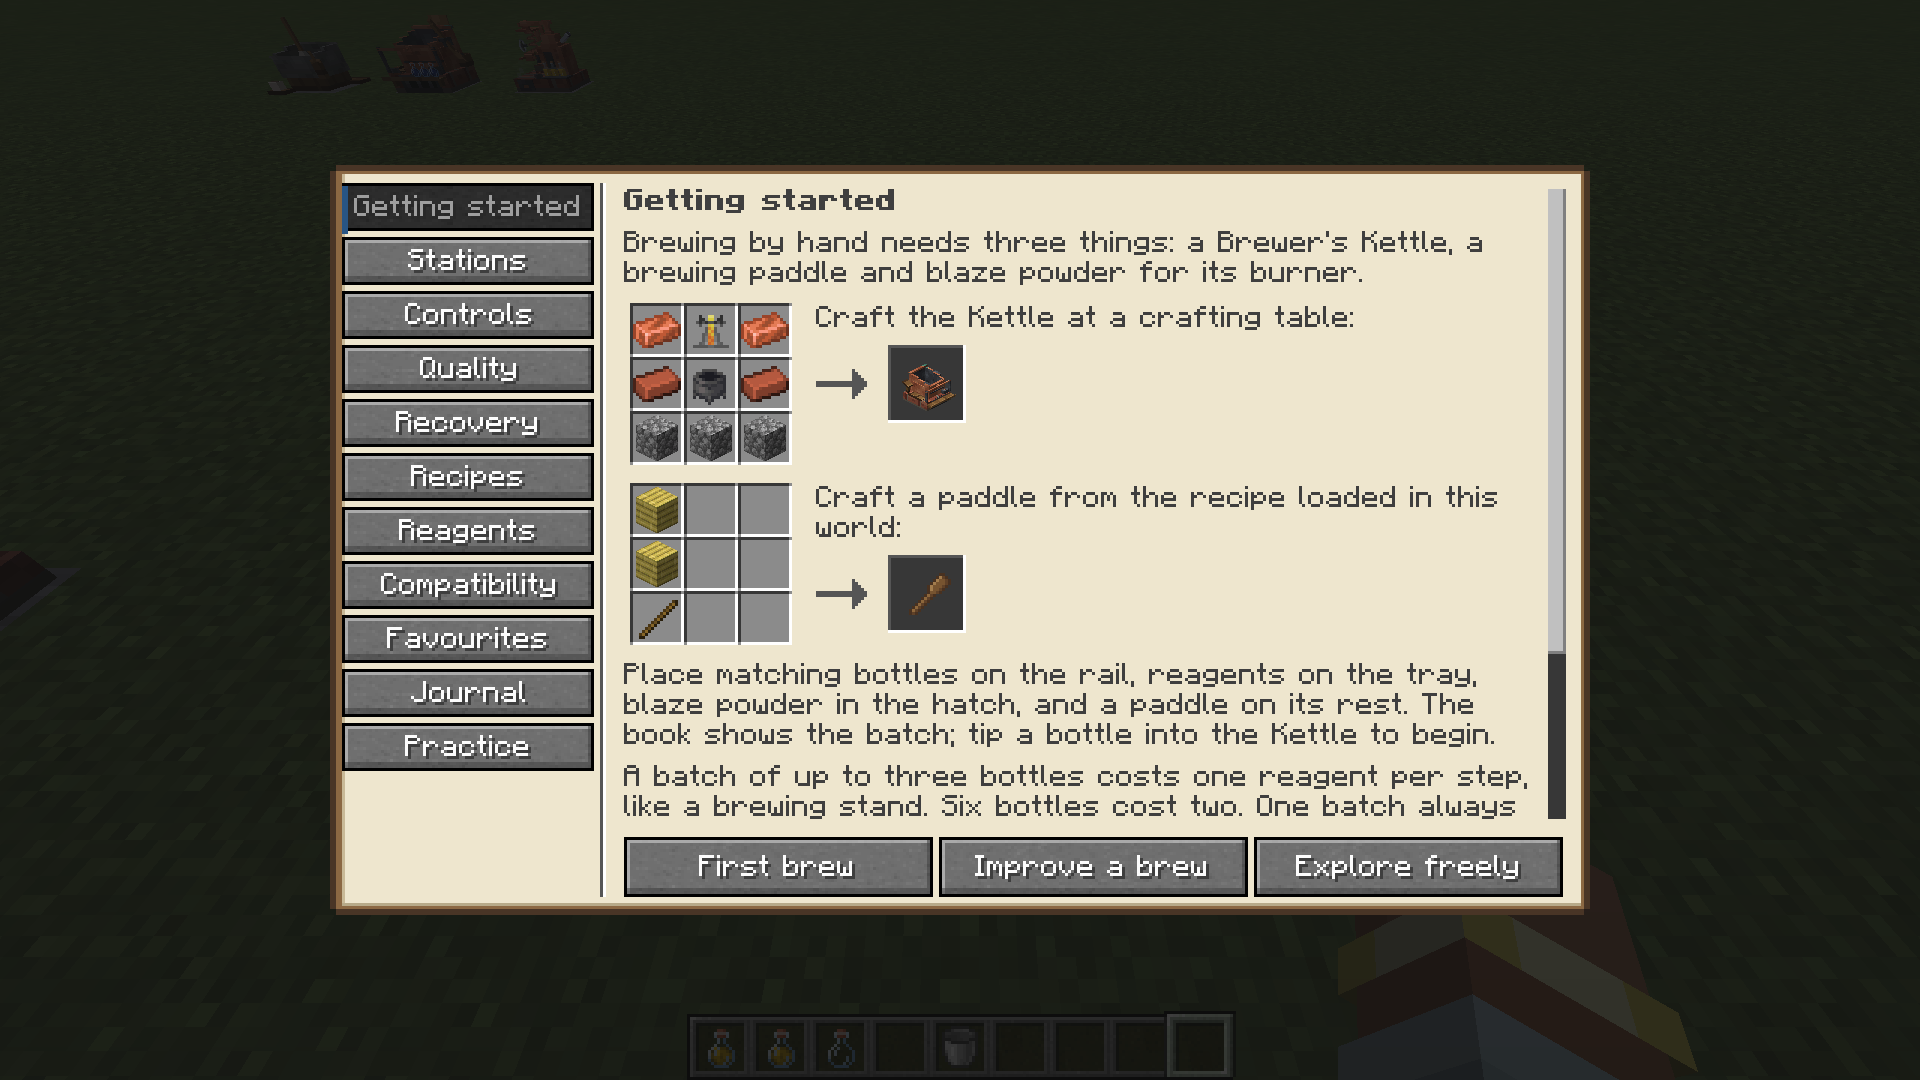 Getting started
Stations
Controls
Quality
Recovery
Recipes
Reagents
Compatibility
Favourites
Journal
Practice
Getting started
Brewing by hand needs three things: a Brewer's Kettle, a
brewing paddle and blaze powder for its burner.
Craft the Kettle at a crafting table:
Craft a paddle from the recipe loaded in this
world:
Place matching bottles on the rail, reagents on the tray,
blaze powder in the hatch, and a paddle on its rest. The
book shows the batch; tip a bottle into the Kettle to begin.
A batch of up to three bottles costs one reagent per step,
like a brewing stand. Six bottles cost two. One batch always
First brew
Improve a brew
Explore freely